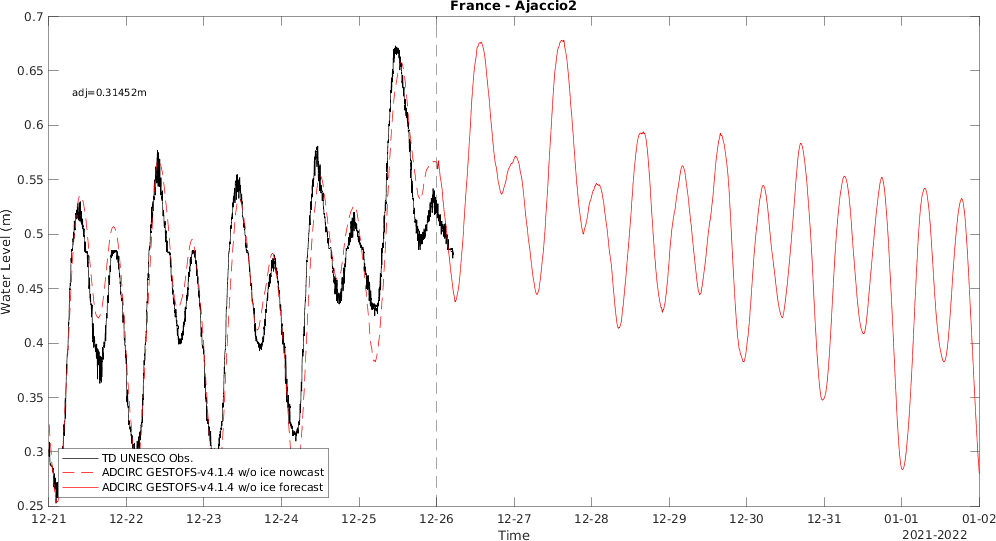 France - Ajaccio2
0.7
0.65
0.6
0.55
0.5
0.45
0.4
0.35
0.3
0.25
Water Level (m)
adj=0.31452m
TD UNESCO Obs.
ADCIRC GESTOFS-v4.1.4 w/o ice nowcast
ADCIRC GESTOFS-v4.1.4 w/o ice forecast
12-21 12-22 12-23 12-24 12-25 12-26 12-27 12-28 12-29 12-30 12-31 01-01 01-02
Time
2021-2022